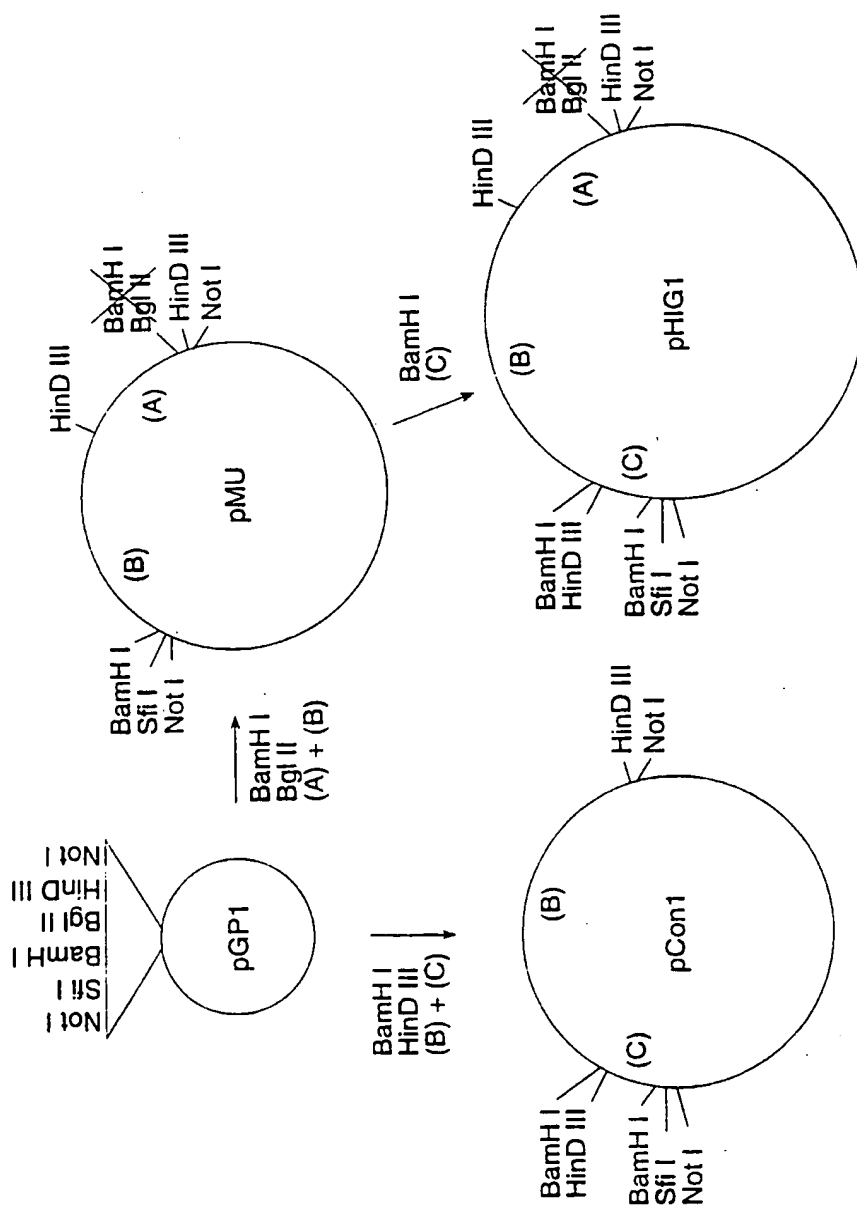 Not I
Sfi I
BamH I
Bgl II
HinD III
Not I
pGP1
BamH I
Bgl II
(A) + (B)
BamH I
Sfi I
Not I
(B)
pMU
(A)
HinD III
BamH I
Bgl II
HinD III
Not I
BamH I
HinD III
(B) + (C)
BamH I
(C)
BamH I
HinD III
BamH I
Sfi I
Not I
(C)
(B)
pCon1
HinD III
Not I
BamH I
HinD III
BamH I
Sfi I
Not I
(C)
(B)
pHIG1
(A)
HinD III
BamH I
Bgl II
HinD III
Not I